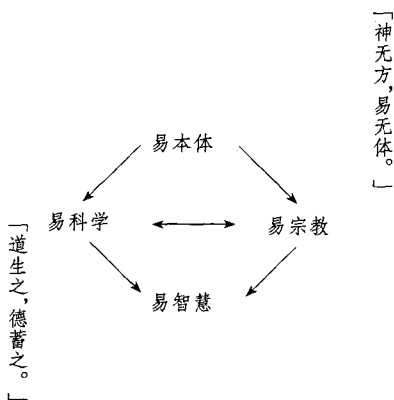 「神无方，易无体。」
易本体
易科学
易宗教
易智慧
「道生之，德蓄之。」